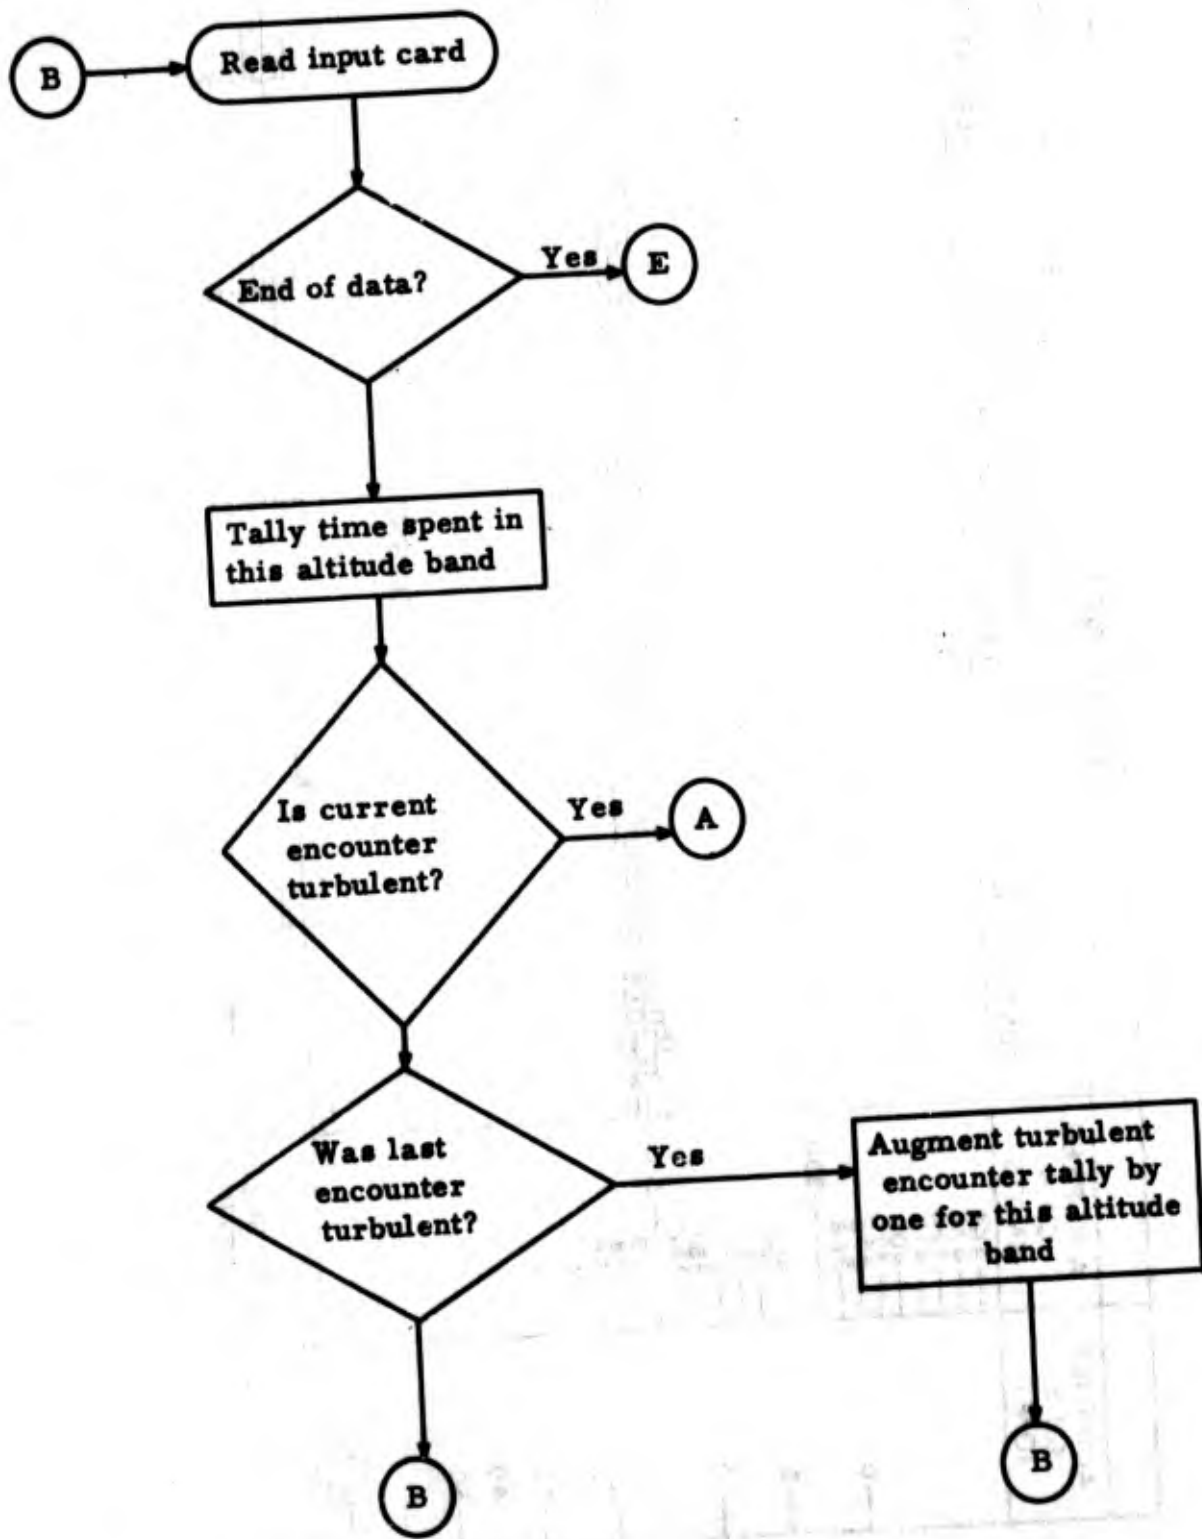 B
Read input card
End of data?
Yes
E
Tally time spent in
this altitude band
Is current
encounter
turbulent?
Yes
A
Was last
encounter
turbulent?
Yes
Augment turbulent
encounter tally by
one for this altitude
band
B
B